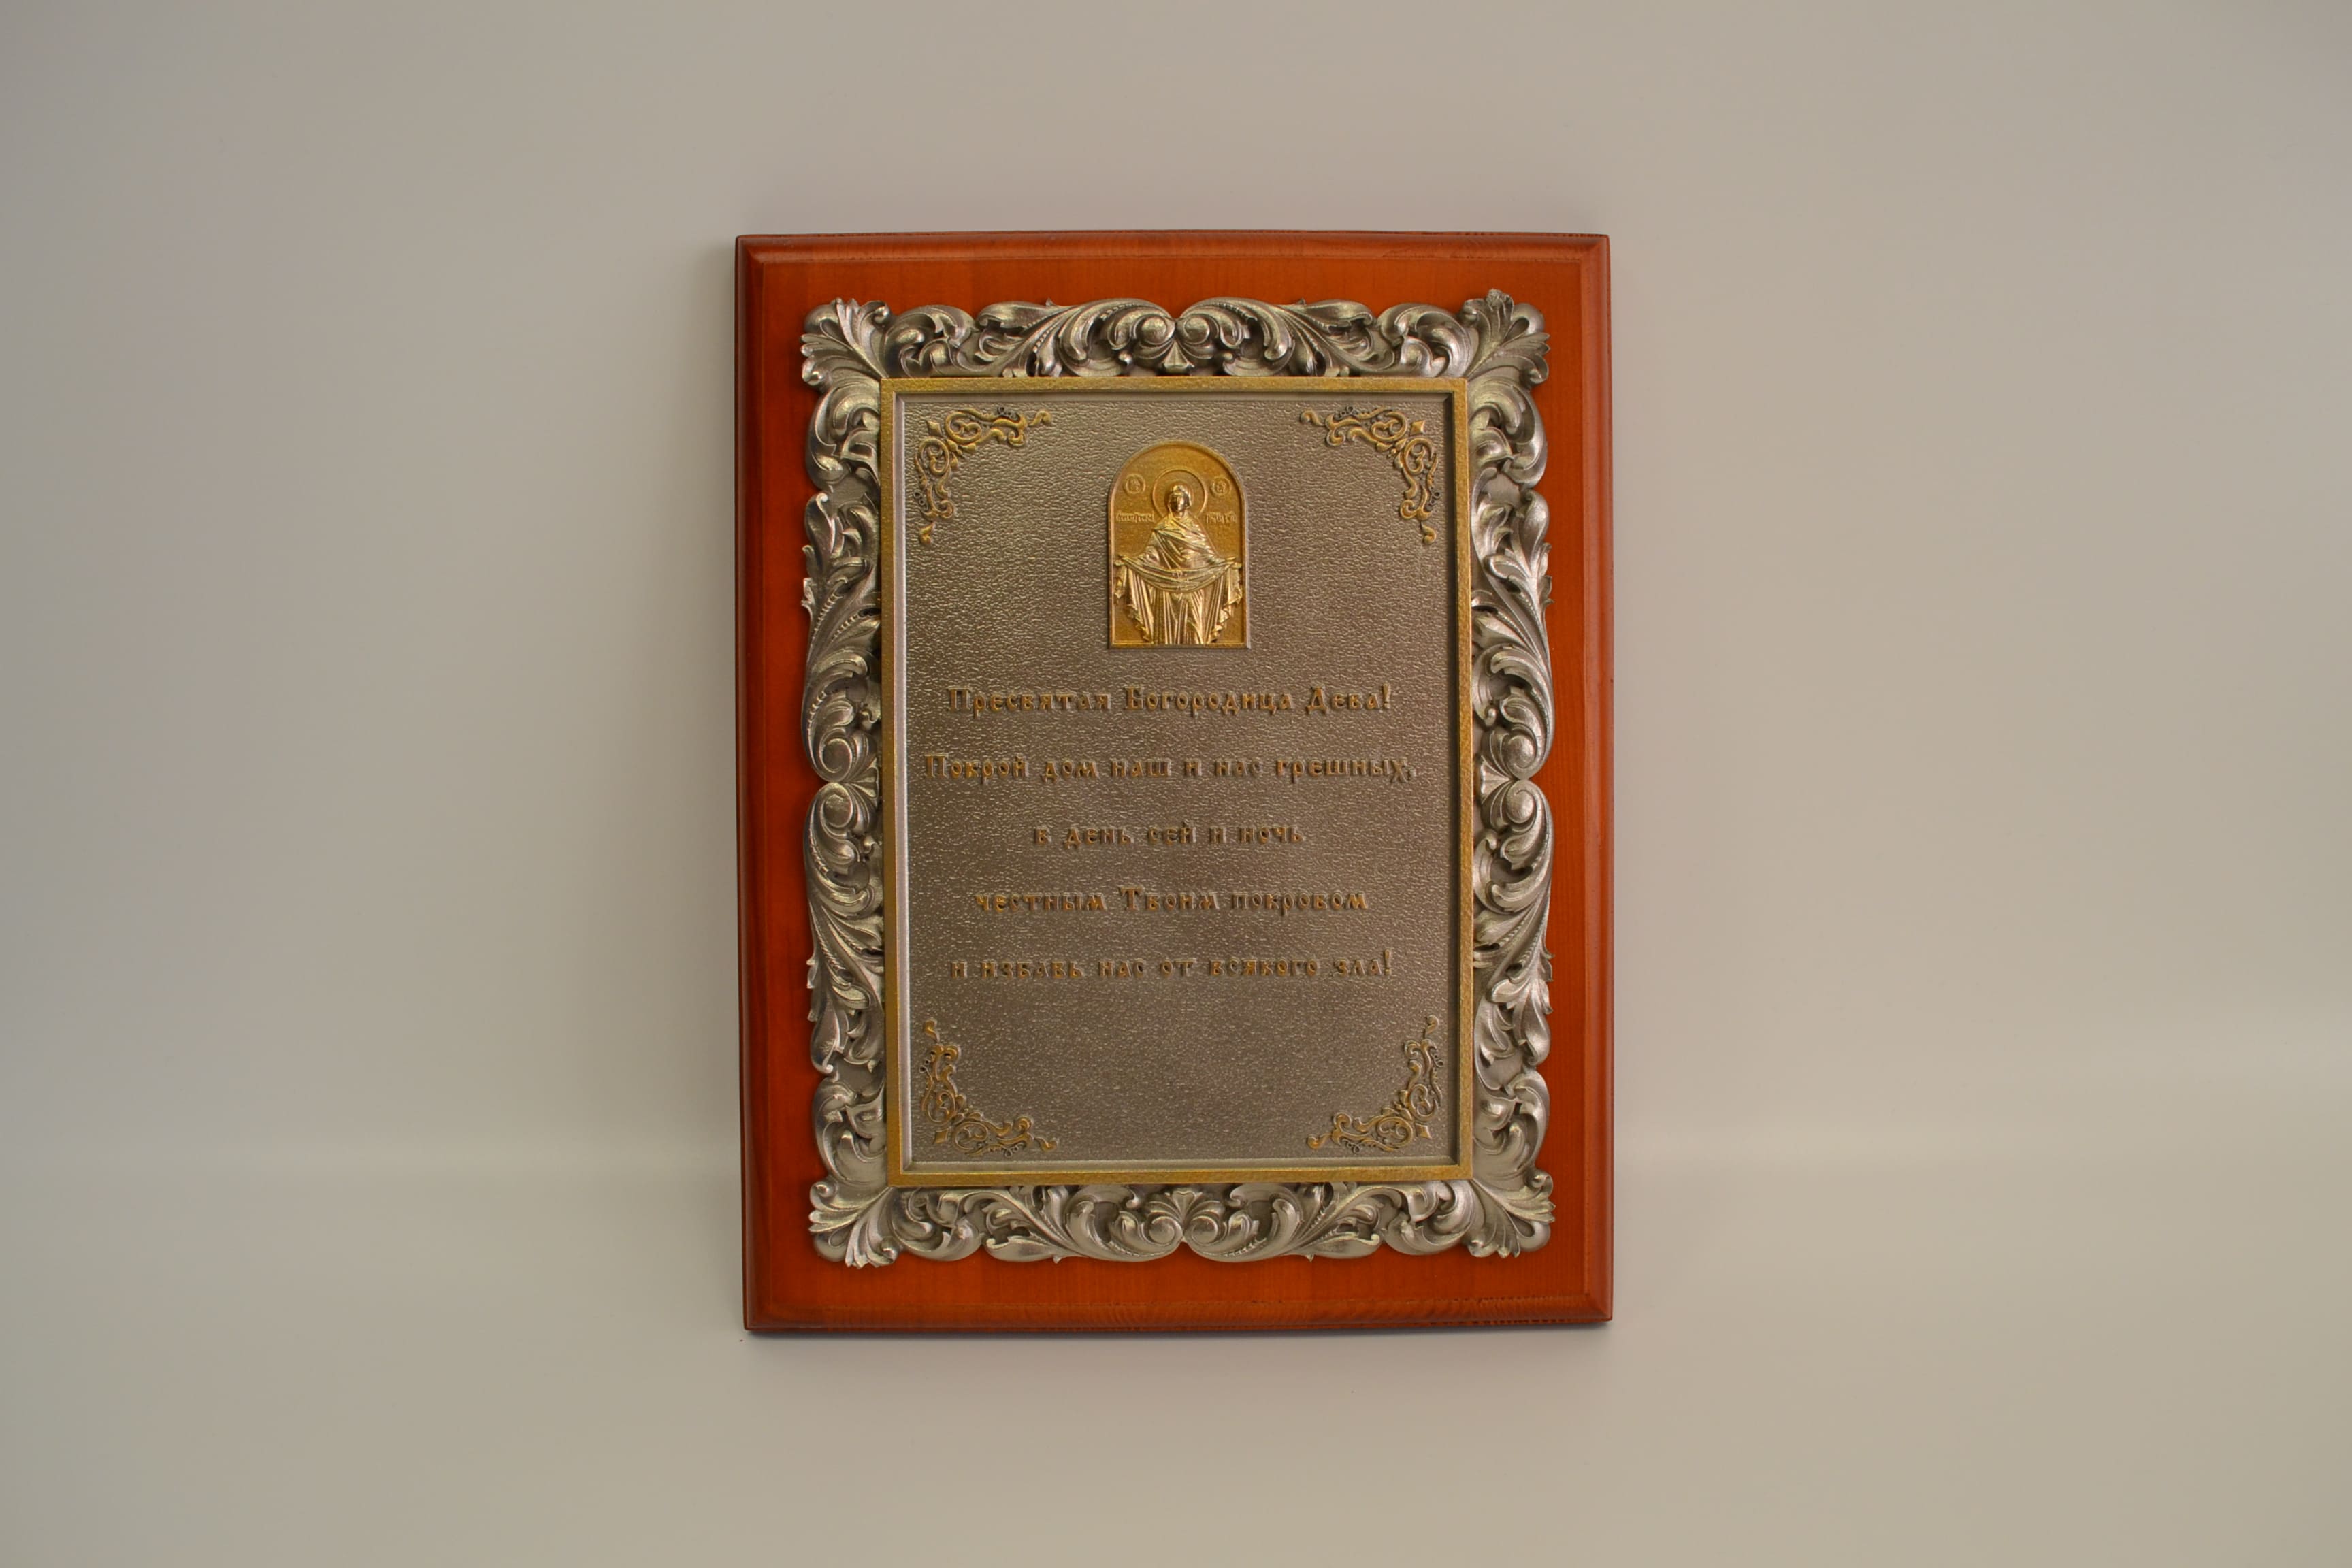 Пресвятая Богородица Дева!
Покрой дом наш и нас грешных,
в день сей и ночь
честным Твоим покровом
и избавь нас от всякого зла!